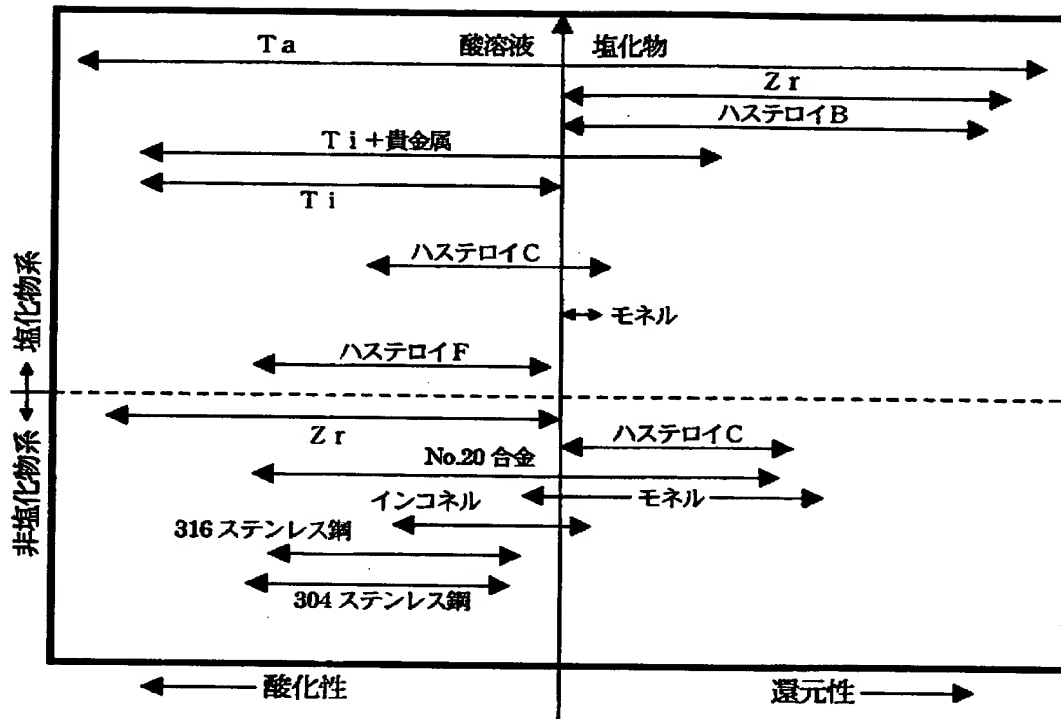 Ｔａ
酸溶液 塩化物
Ｚｒ
ハステロイＢ
Ｔｉ＋貴金属
Ｔｉ
ハステロイＣ
モネル
ハステロイＦ
塩化物系
非塩化物系
Ｚｒ
ハステロイＣ
No.20 合金
インコネル
モネル
316 ステンレス鋼
304 ステンレス鋼
酸化性
還元性